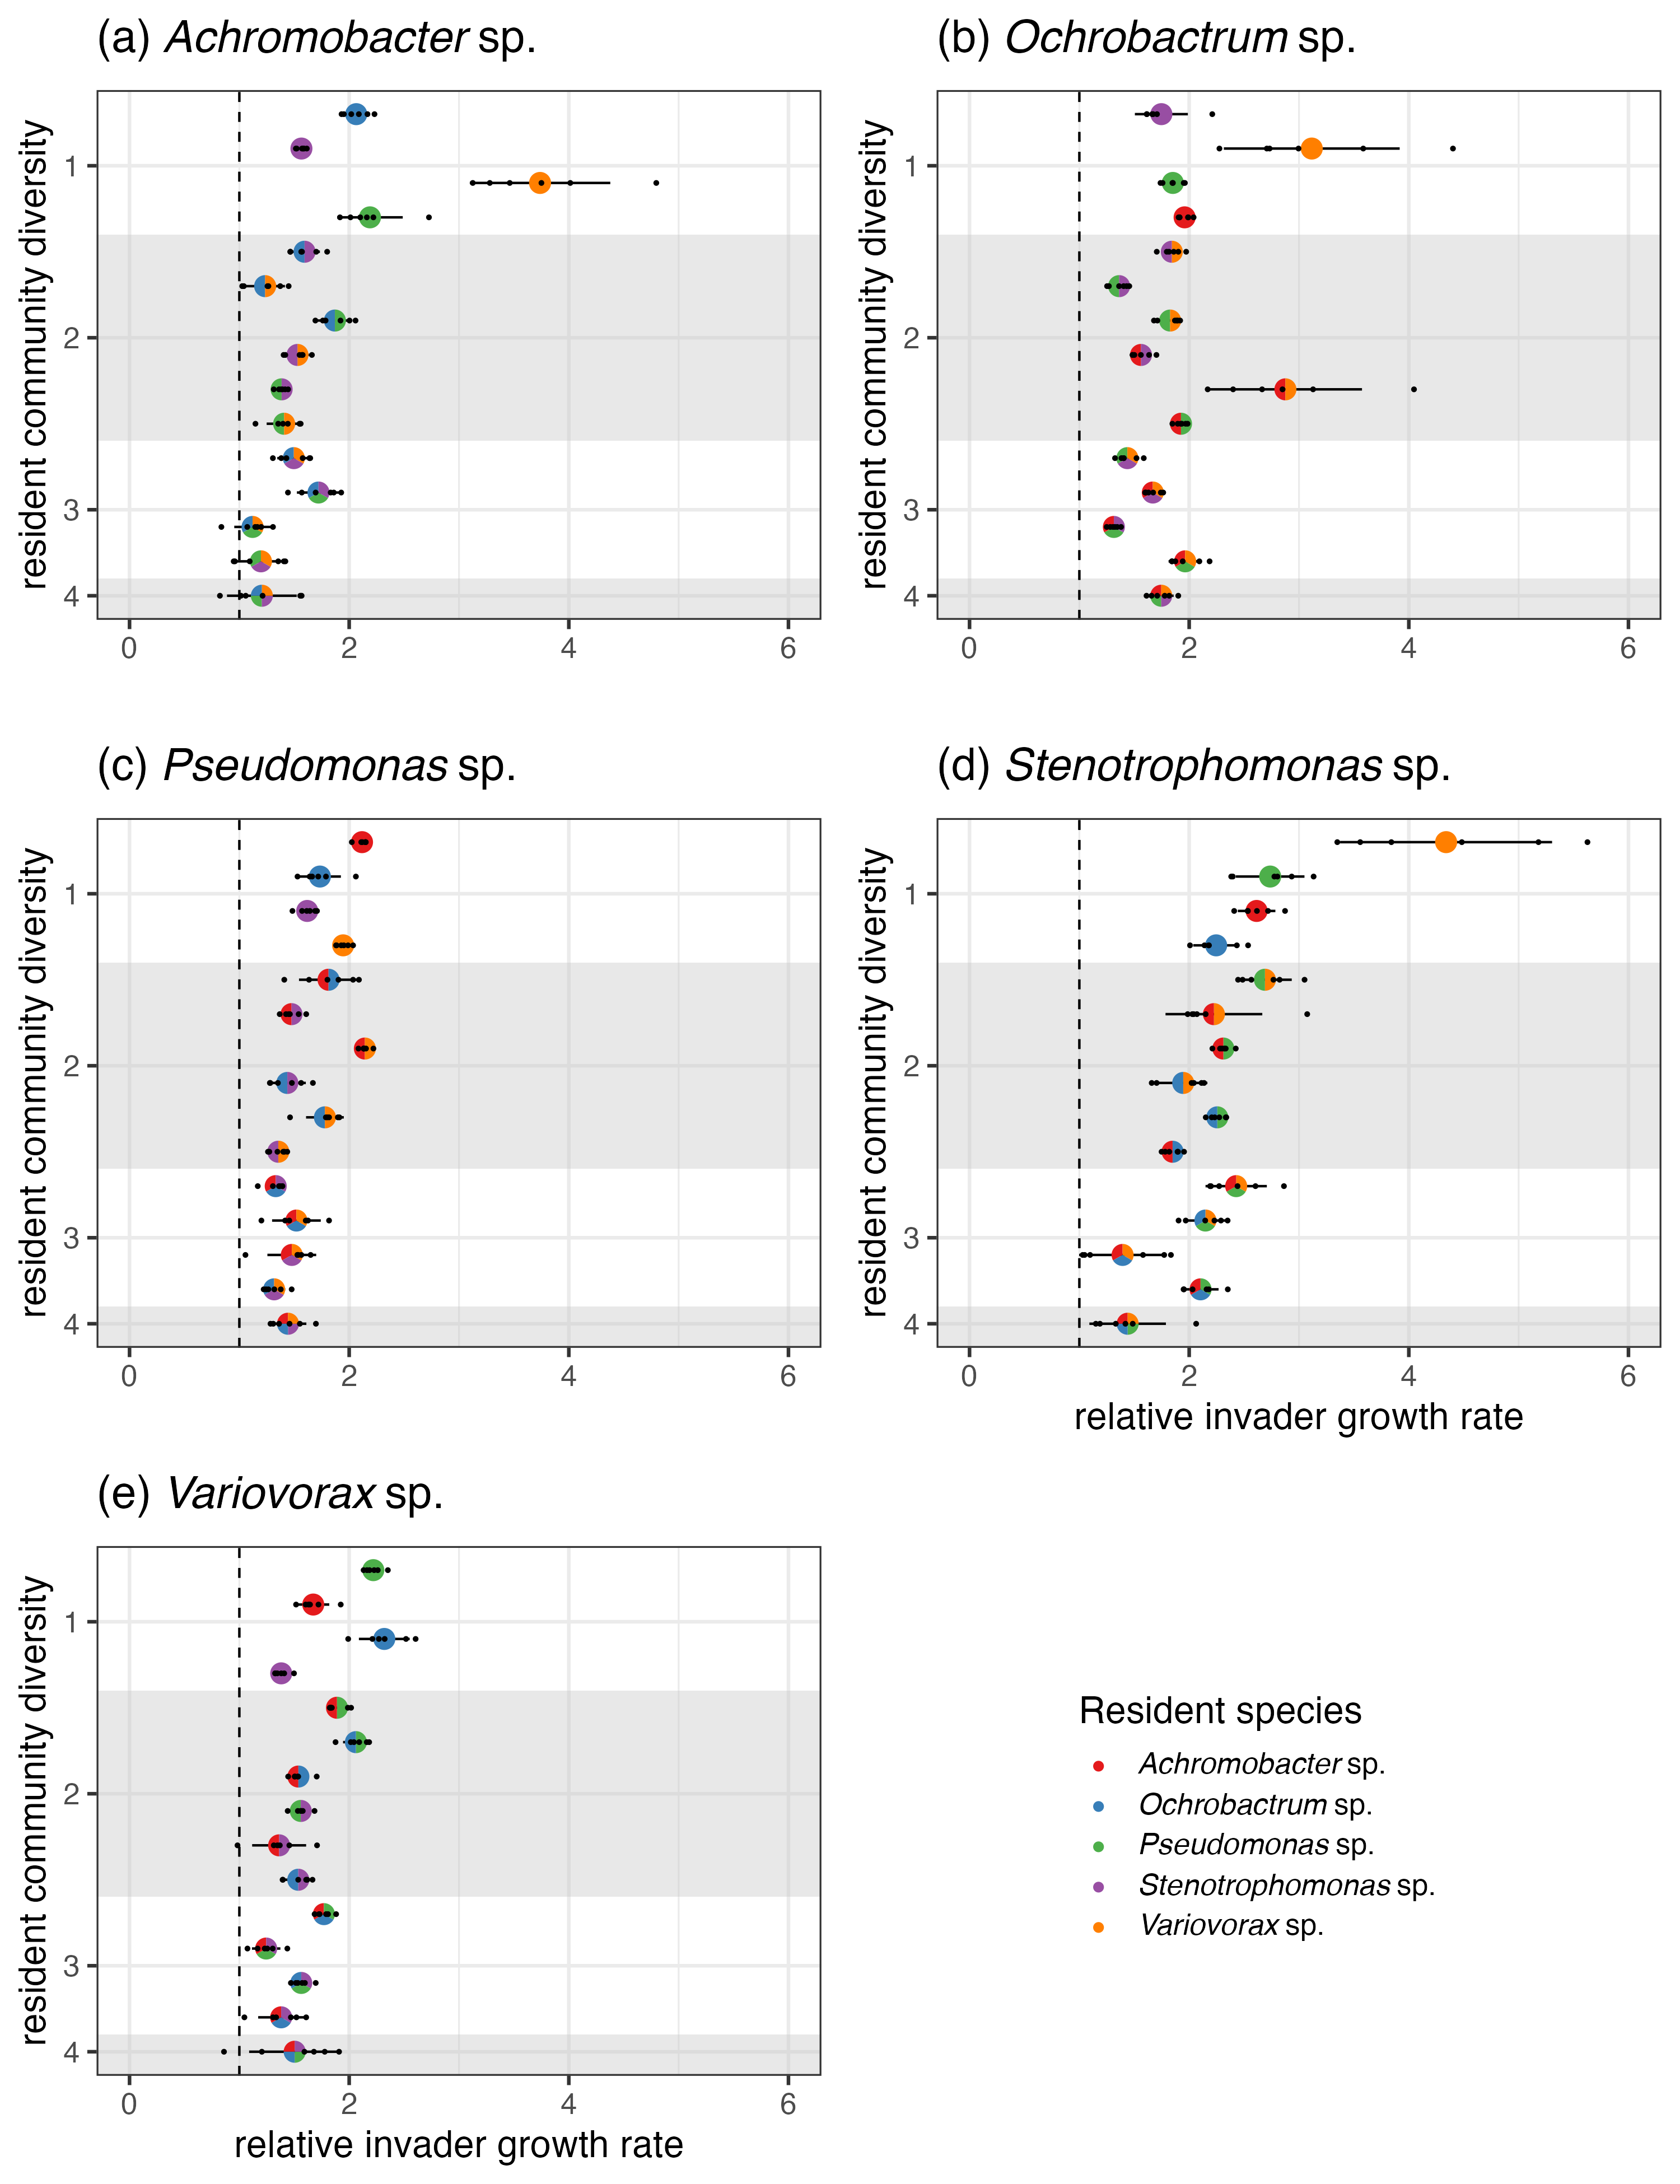 (a) Achromobacter sp.
resident community diversity
1
2
3
4
0 2 4 6
(b) Ochrobactrum sp.
resident community diversity
1
2
3
4
0 2 4 6
(c) Pseudomonas sp.
resident community diversity
1
2
3
4
0 2 4 6
(d) Stenotrophomonas sp.
resident community diversity
1
2
3
4
0 2 4 6
relative invader growth rate
(e) Variovorax sp.
resident community diversity
1
2
3
4
0 2 4 6
relative invader growth rate
Resident species
Achromobacter sp.
Ochrobactrum sp.
Pseudomonas sp.
Stenotrophomonas sp.
Variovorax sp.